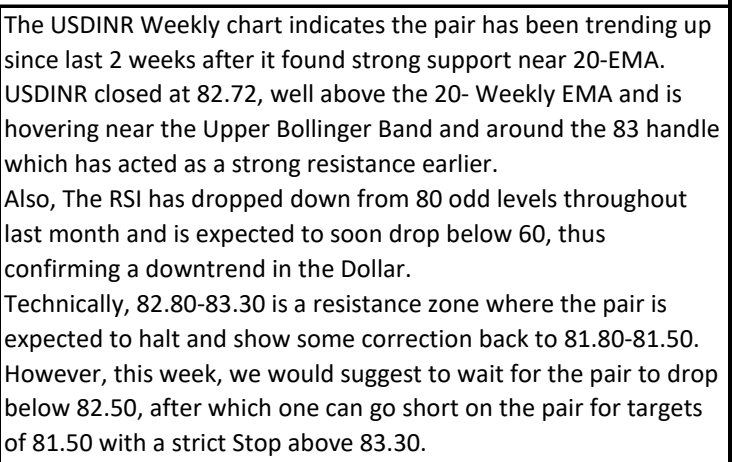 The USDINR Weekly chart indicates the pair has been trending up
since last 2 weeks after it found strong support near 20-EMA.
USDINR closed at 82.72, well above the 20- Weekly EMA and is
hovering near the Upper Bollinger Band and around the 83 handle
which has acted as a strong resistance earlier.
Also, The RSI has dropped down from 80 odd levels throughout
last month and is expected to soon drop below 60, thus
confirming a downtrend in the Dollar.
Technically, 82.80-83.30 is a resistance zone where the pair is
expected to halt and show some correction back to 81.80-81.50.
However, this week, we would suggest to wait for the pair to drop
below 82.50, after which one can go short on the pair for targets
of 81.50 with a strict Stop above 83.30.